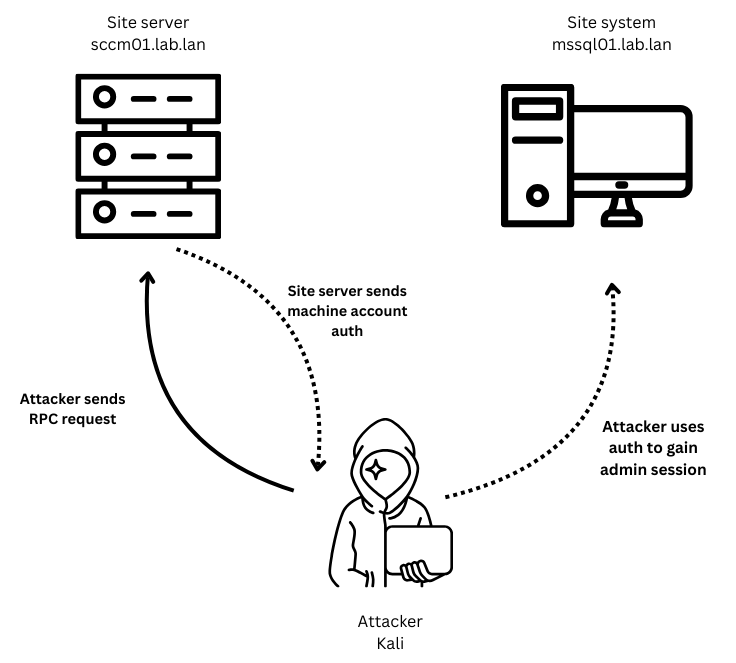 Site server
sccm01.lab.lan
Site system
mssql01.lab.lan
Site server sends
machine account
auth
Attacker sends
RPC request
Attacker uses
auth to gain
admin session
Attacker
Kali